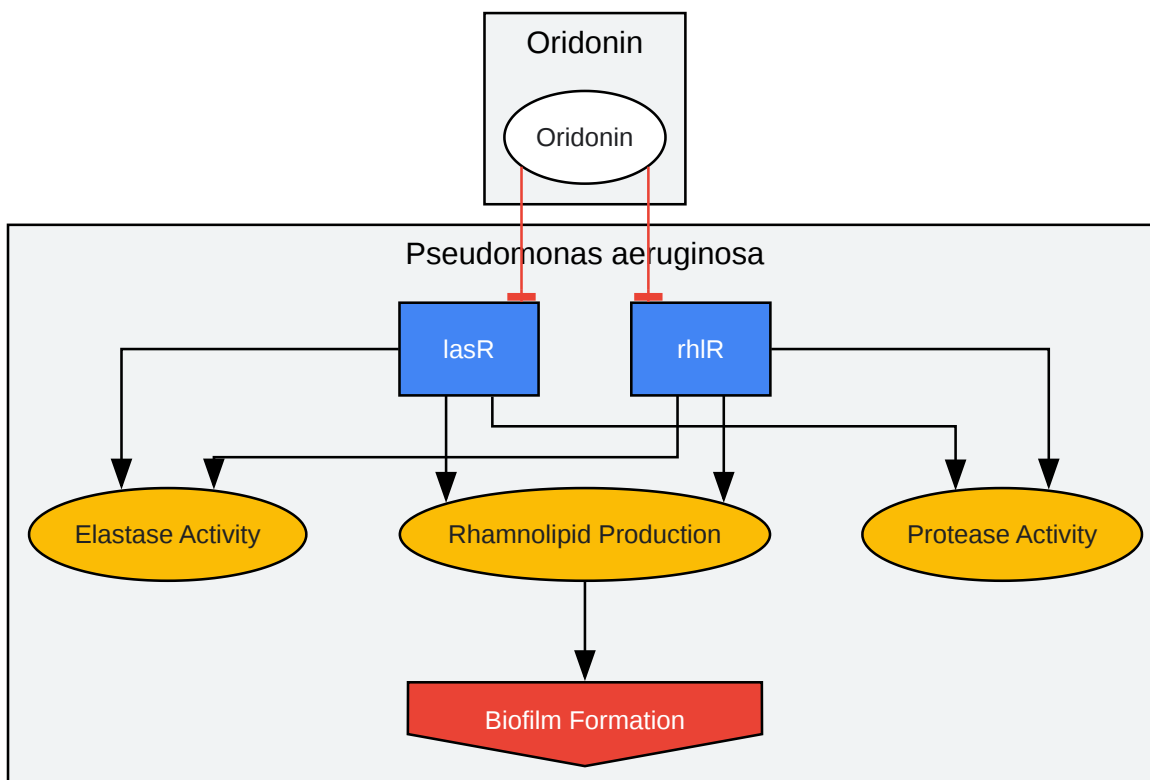 Oridonin
Oridonin
Pseudomonas aeruginosa
lasR
rhlR
Elastase Activity
Rhamnolipid Production
Protease Activity
Biofilm Formation